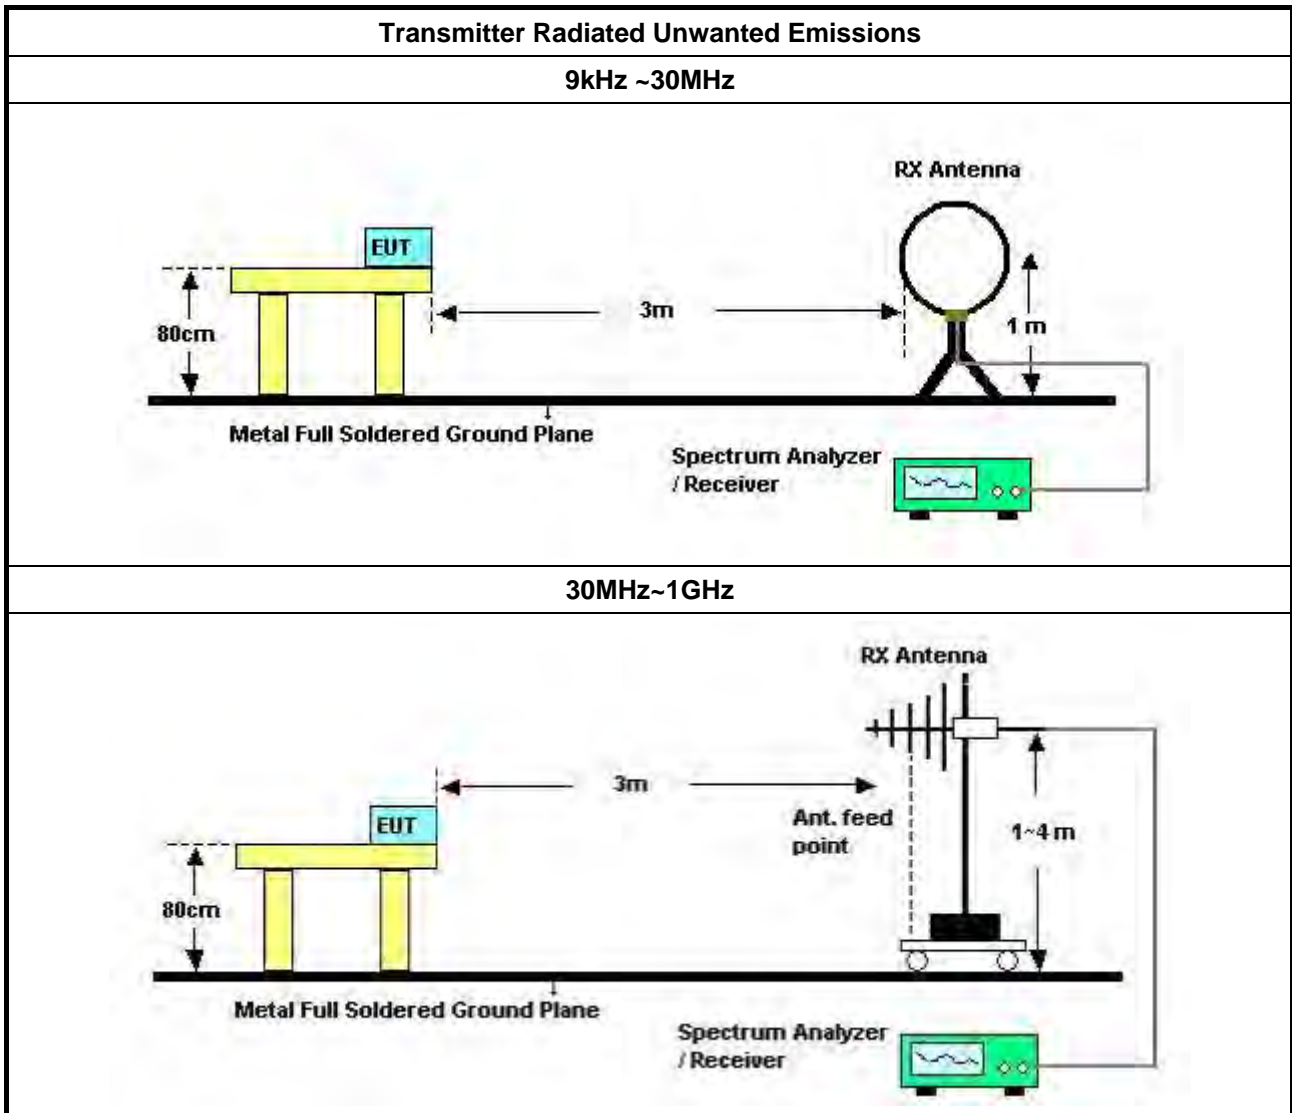 Transmitter Radiated Unwanted Emissions
9kHz ~30MHz
RX Antenna
EUT
3m
80cm
1 m
Metal Full Soldered Ground Plane
Spectrum Analyzer
/ Receiver
30MHz~1GHz
RX Antenna
3m
EUT
Ant. feed
point
1~4 m
80cm
Metal Full Soldered Ground Plane
Spectrum Analyzer
/ Receiver